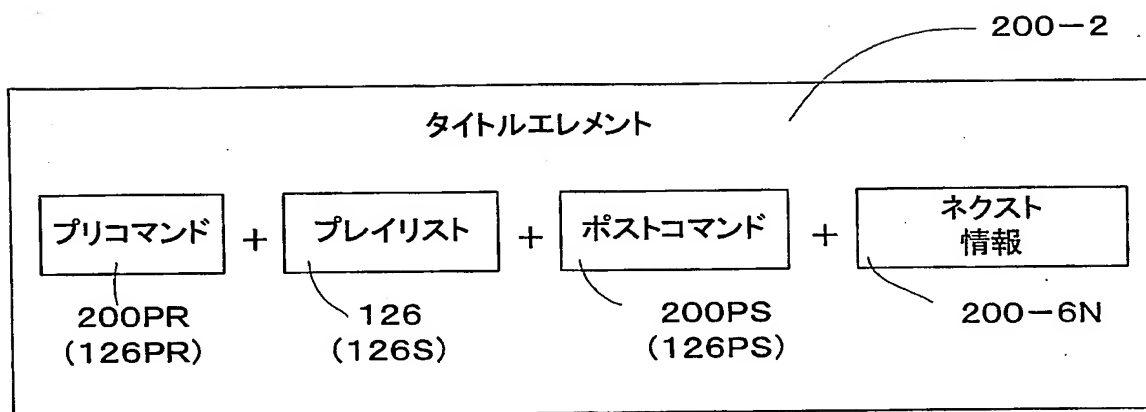 200-2
タイトルエレメント
プリコマンド + プレイリスト + ポストコマンド + ネクスト
情報
200PR 126 200PS 200-6N
(126PR) (126S) (126PS)